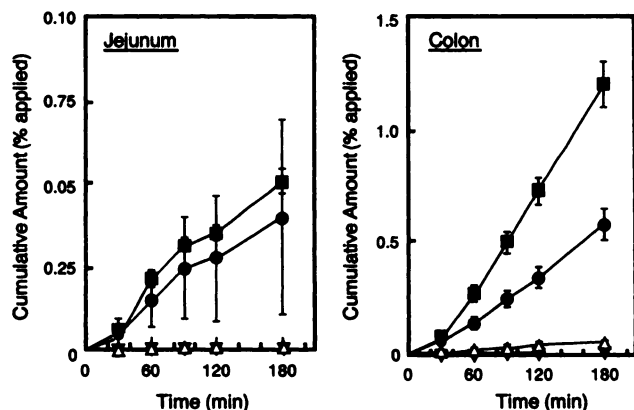 Jejunum
Cumulative Amount (% applied)
0.10
0.75
0.05
0.25
0
0 60 120 180
Time (min)
Colon
Cumulative Amount (% applied)
1.5
1.0
0.5
0
0 60 120 180
Time (min)